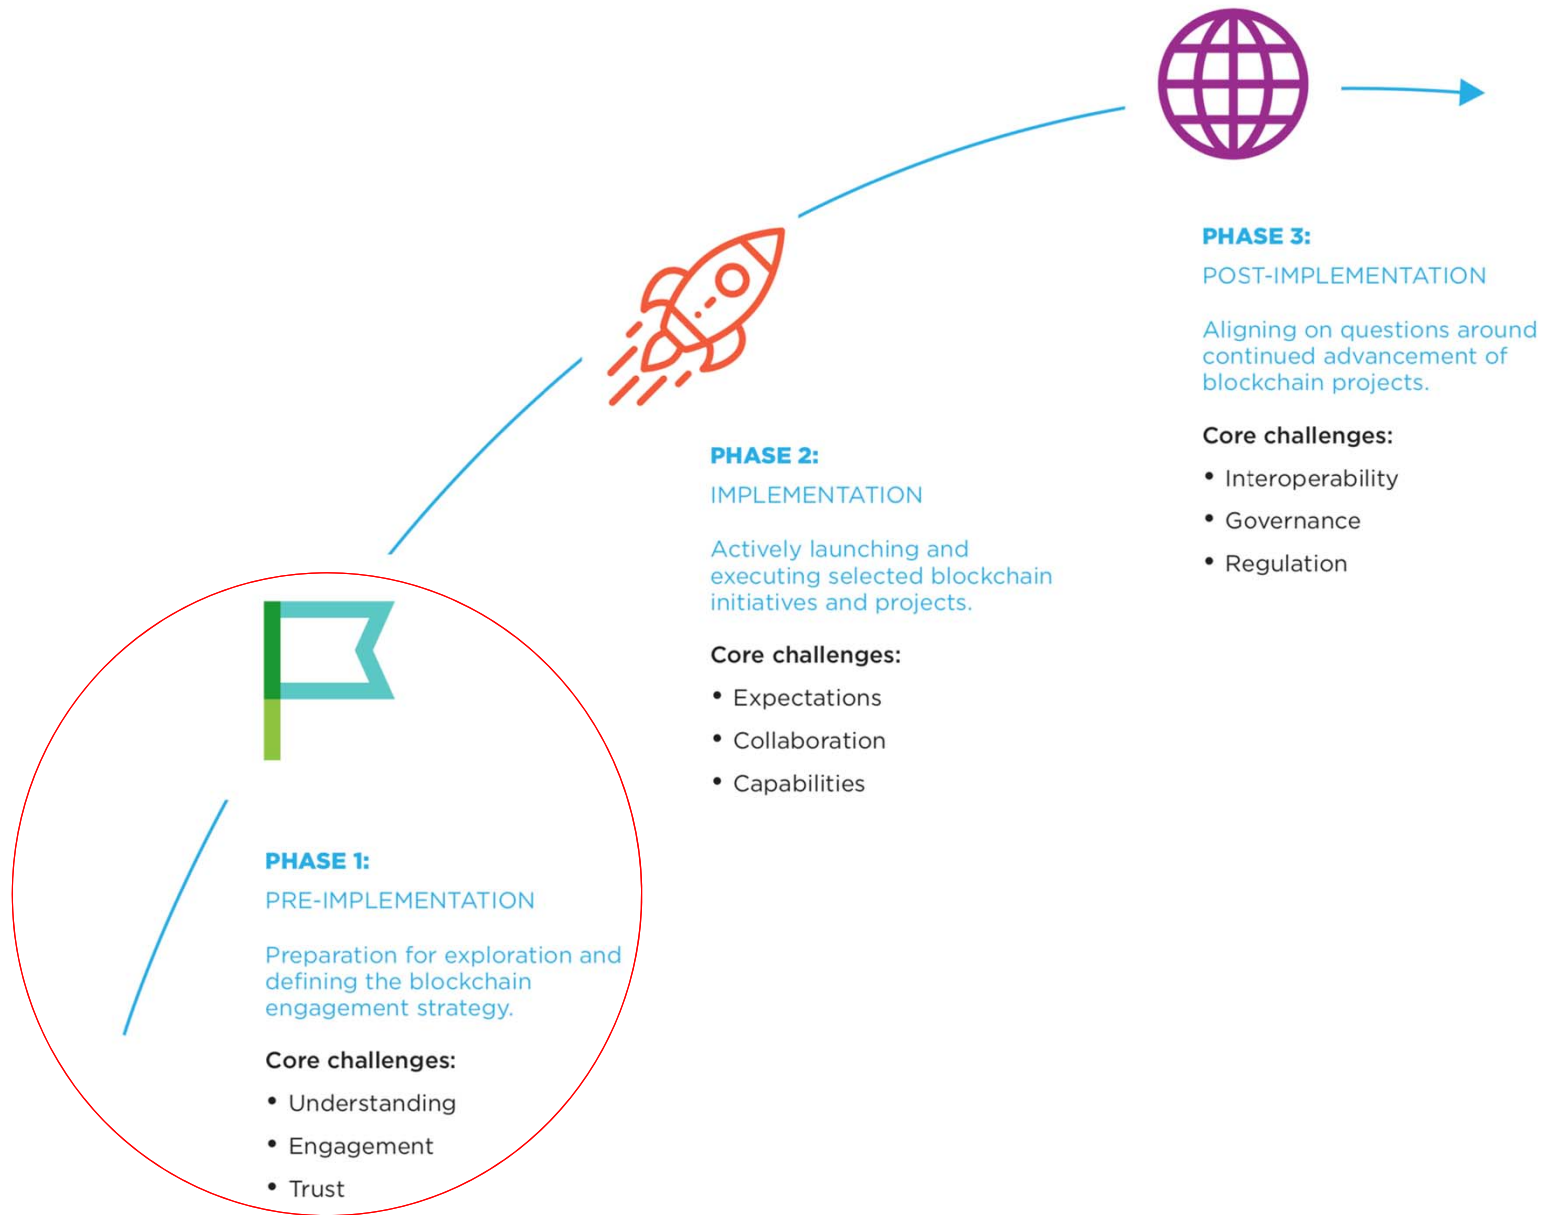 PHASE 1:
PRE-IMPLEMENTATION
Preparation for exploration and
defining the blockchain
engagement strategy.
Core challenges:
• Understanding
• Engagement
• Trust
PHASE 2:
IMPLEMENTATION
Actively launching and
executing selected blockchain
initiatives and projects.
Core challenges:
• Expectations
• Collaboration
• Capabilities
PHASE 3:
POST-IMPLEMENTATION
Aligning on questions around
continued advancement of
blockchain projects.
Core challenges:
• Interoperability
• Governance
• Regulation